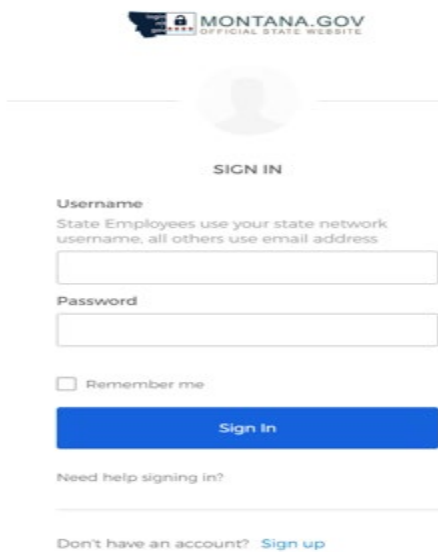 MONTANA.GOV
OFFICIAL STATE WEBSITE
SIGN IN
Username
State Employees use your state network
username, all others use email address
Password
Remember me
Sign In
Need help signing in?
Don't have an account? Sign up